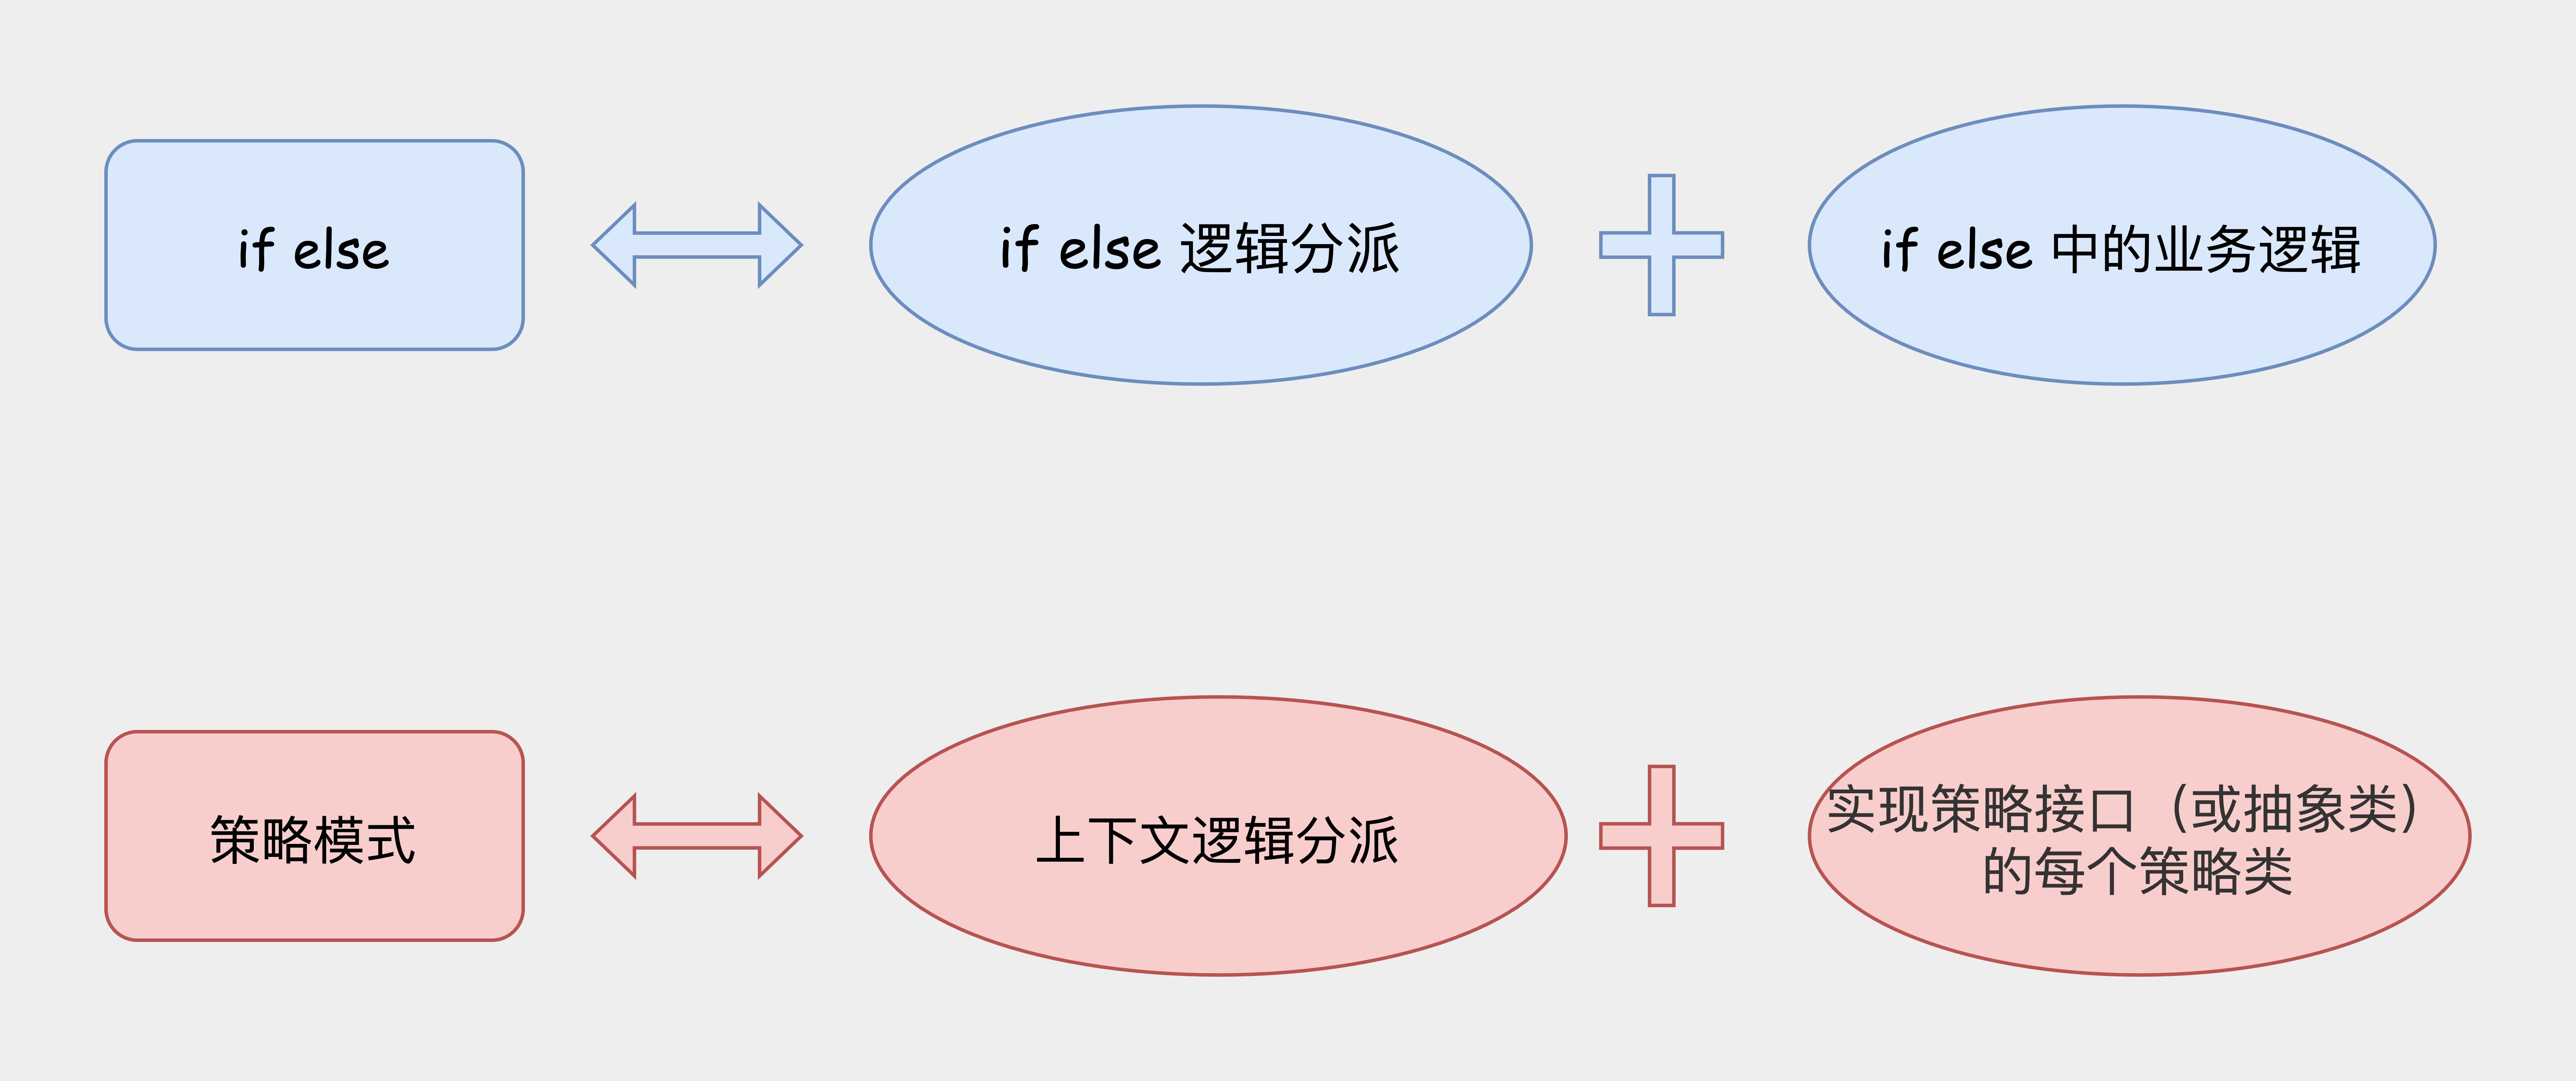 if else
if else 逻辑分派
if else 中的业务逻辑
策略模式
上下文逻辑分派
实现策略接口（或抽象类）
的每个策略类